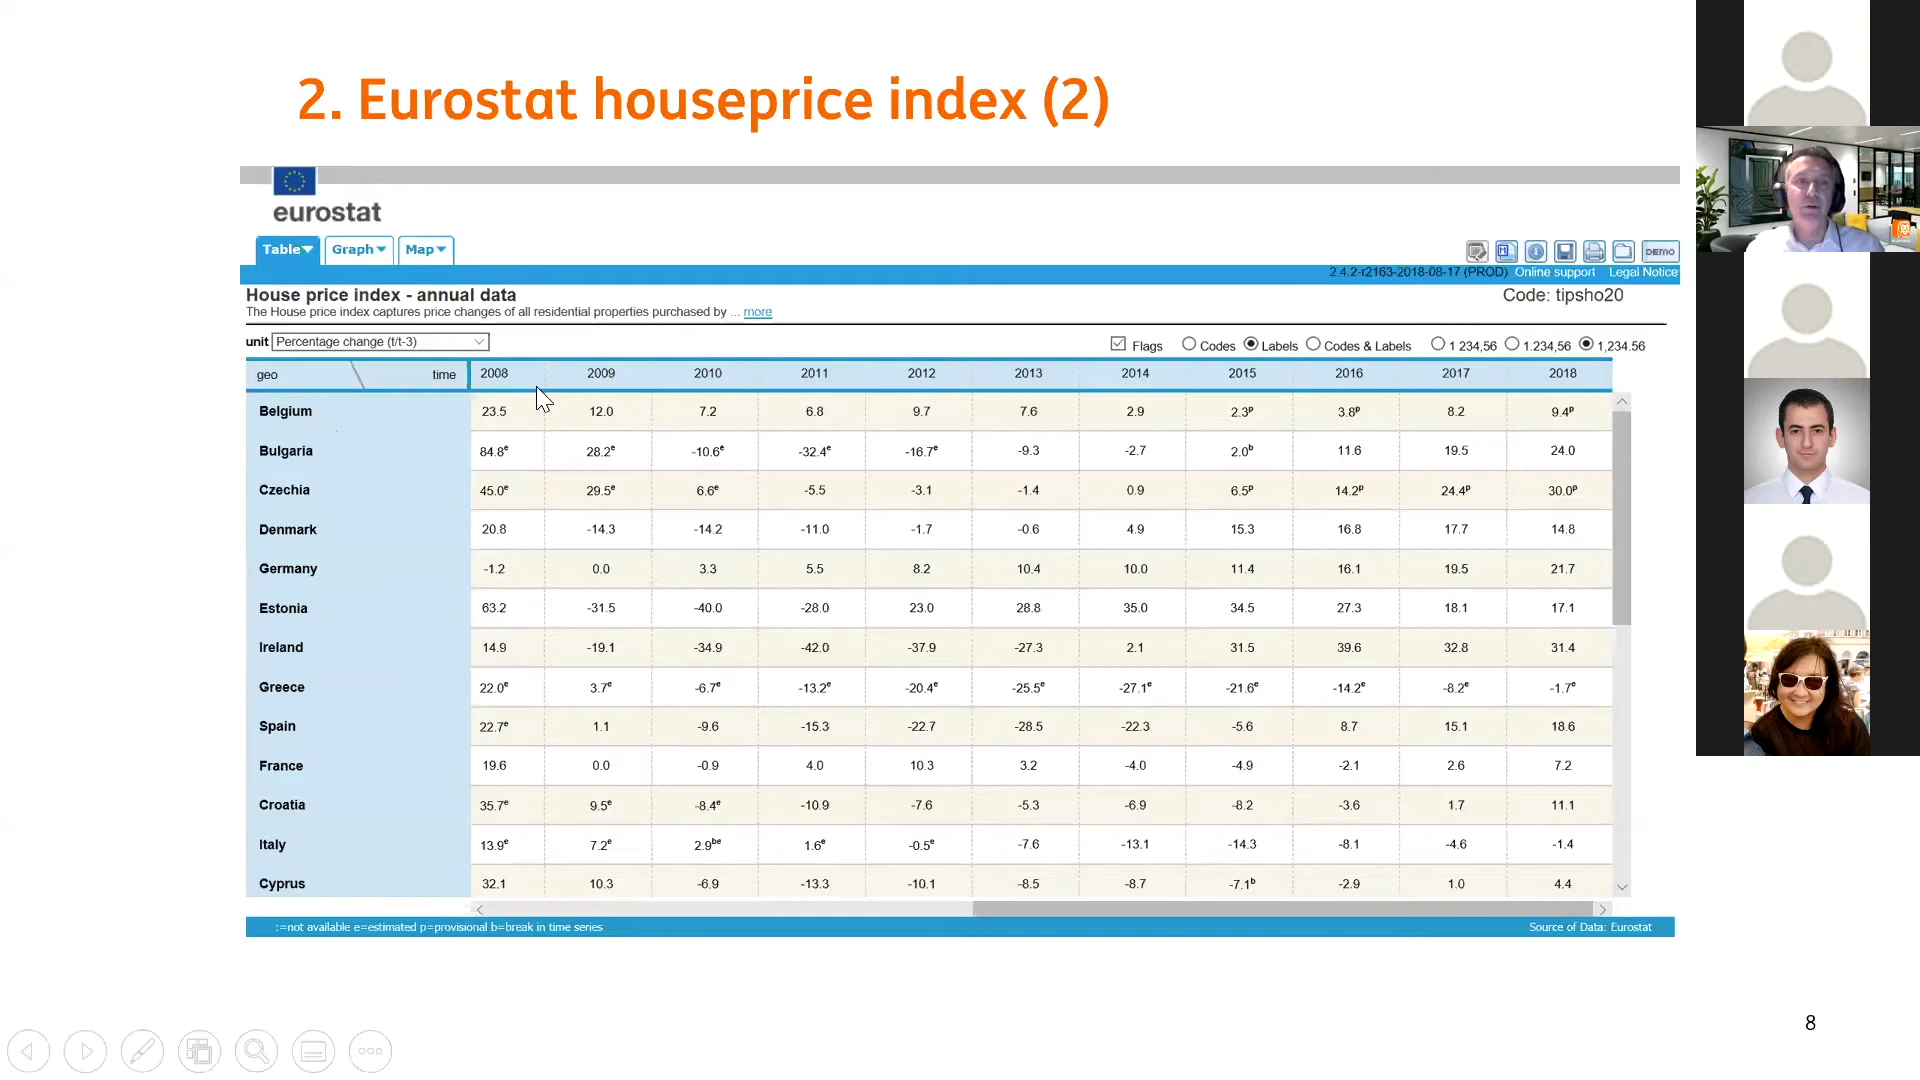 2. Eurostat houseprice index (2)
eurostat
Table Graph Map
DEMO
2.4.2-r2163-2018-08-17 (PROD) Online support Legal Notice
House price index - annual data
Code: tipsho20
The House price index captures price changes of all residential properties purchased by ... more
unit Percentage change (t/t-3)
Flags Codes Labels Codes & Labels 1 234,56 1.234,56 1,234.56
geo time 2008 2009 2010 2011 2012 2013 2014 2015 2016 2017 2018
Belgium 23.5 12.0 7.2 6.8 9.7 7.6 2.9 2.3p 3.8p 8.2 9.4p
Bulgaria 84.8e 28.2e -10.6e -32.4e -16.7e -9.3 -2.7 2.0b 11.6 19.5 24.0
Czechia 45.0e 29.5e 6.6e -5.5 -3.1 -1.4 0.9 6.5p 14.2p 24.4p 30.0p
Denmark 20.8 -14.3 -14.2 -11.0 -1.7 -0.6 4.9 15.3 16.8 17.7 14.8
Germany -1.2 0.0 3.3 5.5 8.2 10.4 10.0 11.4 16.1 19.5 21.7
Estonia 63.2 -31.5 -40.0 -28.0 23.0 28.8 35.0 34.5 27.3 18.1 17.1
Ireland 14.9 -19.1 -34.9 -42.0 -37.9 -27.3 2.1 31.5 39.6 32.8 31.4
Greece 22.0e 3.7e -6.7e -13.2e -20.4e -25.5e -27.1e -21.6e -14.2e -8.2e -1.7e
Spain 22.7e 1.1 -9.6 -15.3 -22.7 -28.5 -22.3 -5.6 8.7 15.1 18.6
France 19.6 0.0 -0.9 4.0 10.3 3.2 -4.0 -4.9 -2.1 2.6 7.2
Croatia 35.7e 9.5e -8.4e -10.9 -7.6 -5.3 -6.9 -8.2 -3.6 1.7 11.1
Italy 13.9e 7.2e 2.9be 1.6e -0.5e -7.6 -13.1 -14.3 -8.1 -4.6 -1.4
Cyprus 32.1 10.3 -6.9 -13.3 -10.1 -8.5 -8.7 -7.1b -2.9 1.0 4.4
:=not available e=estimated p=provisional b=break in time series
Source of Data: Eurostat
8